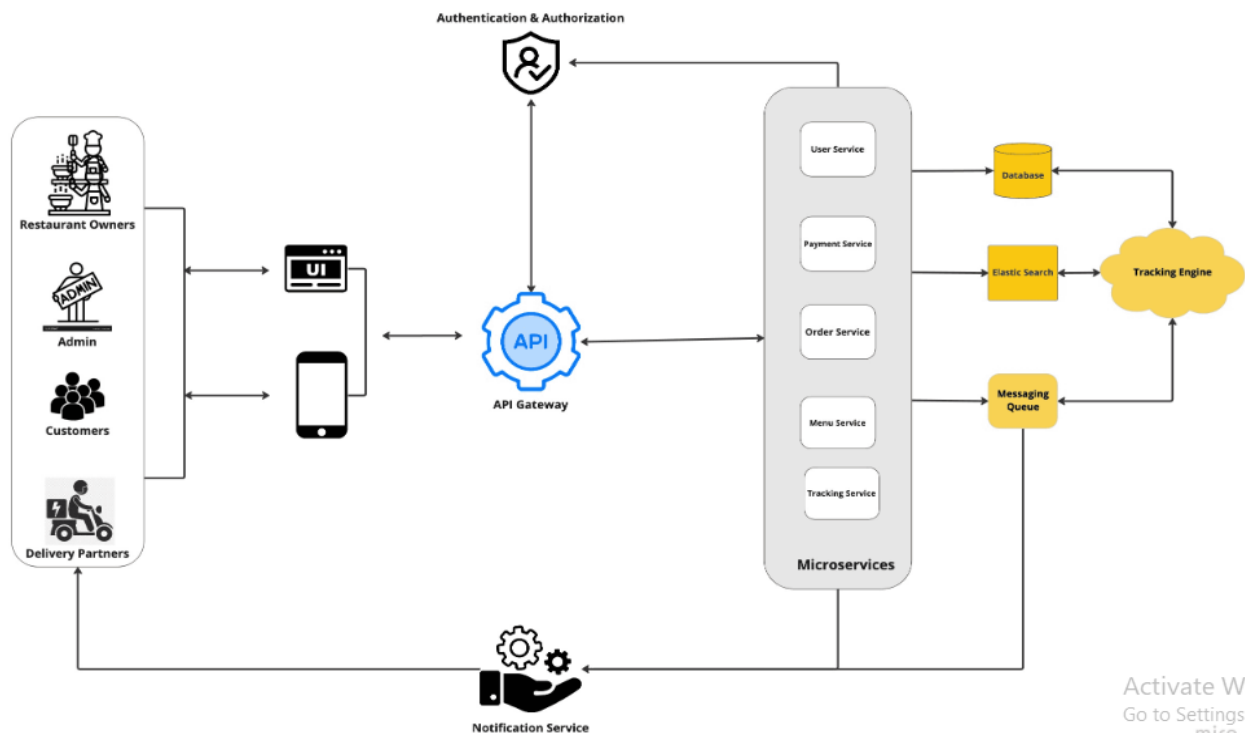 Authentication & Authorization
Restaurant Owners
ADMIN
Admin
Customers
Delivery Partners
UI
API
API Gateway
User Service
Payment Service
Order Service
Menu Service
Tracking Service
Microservices
Database
Elastic Search
Tracking Engine
Messaging
Queue
Notification Service
Activate W
Go to Settings
miro